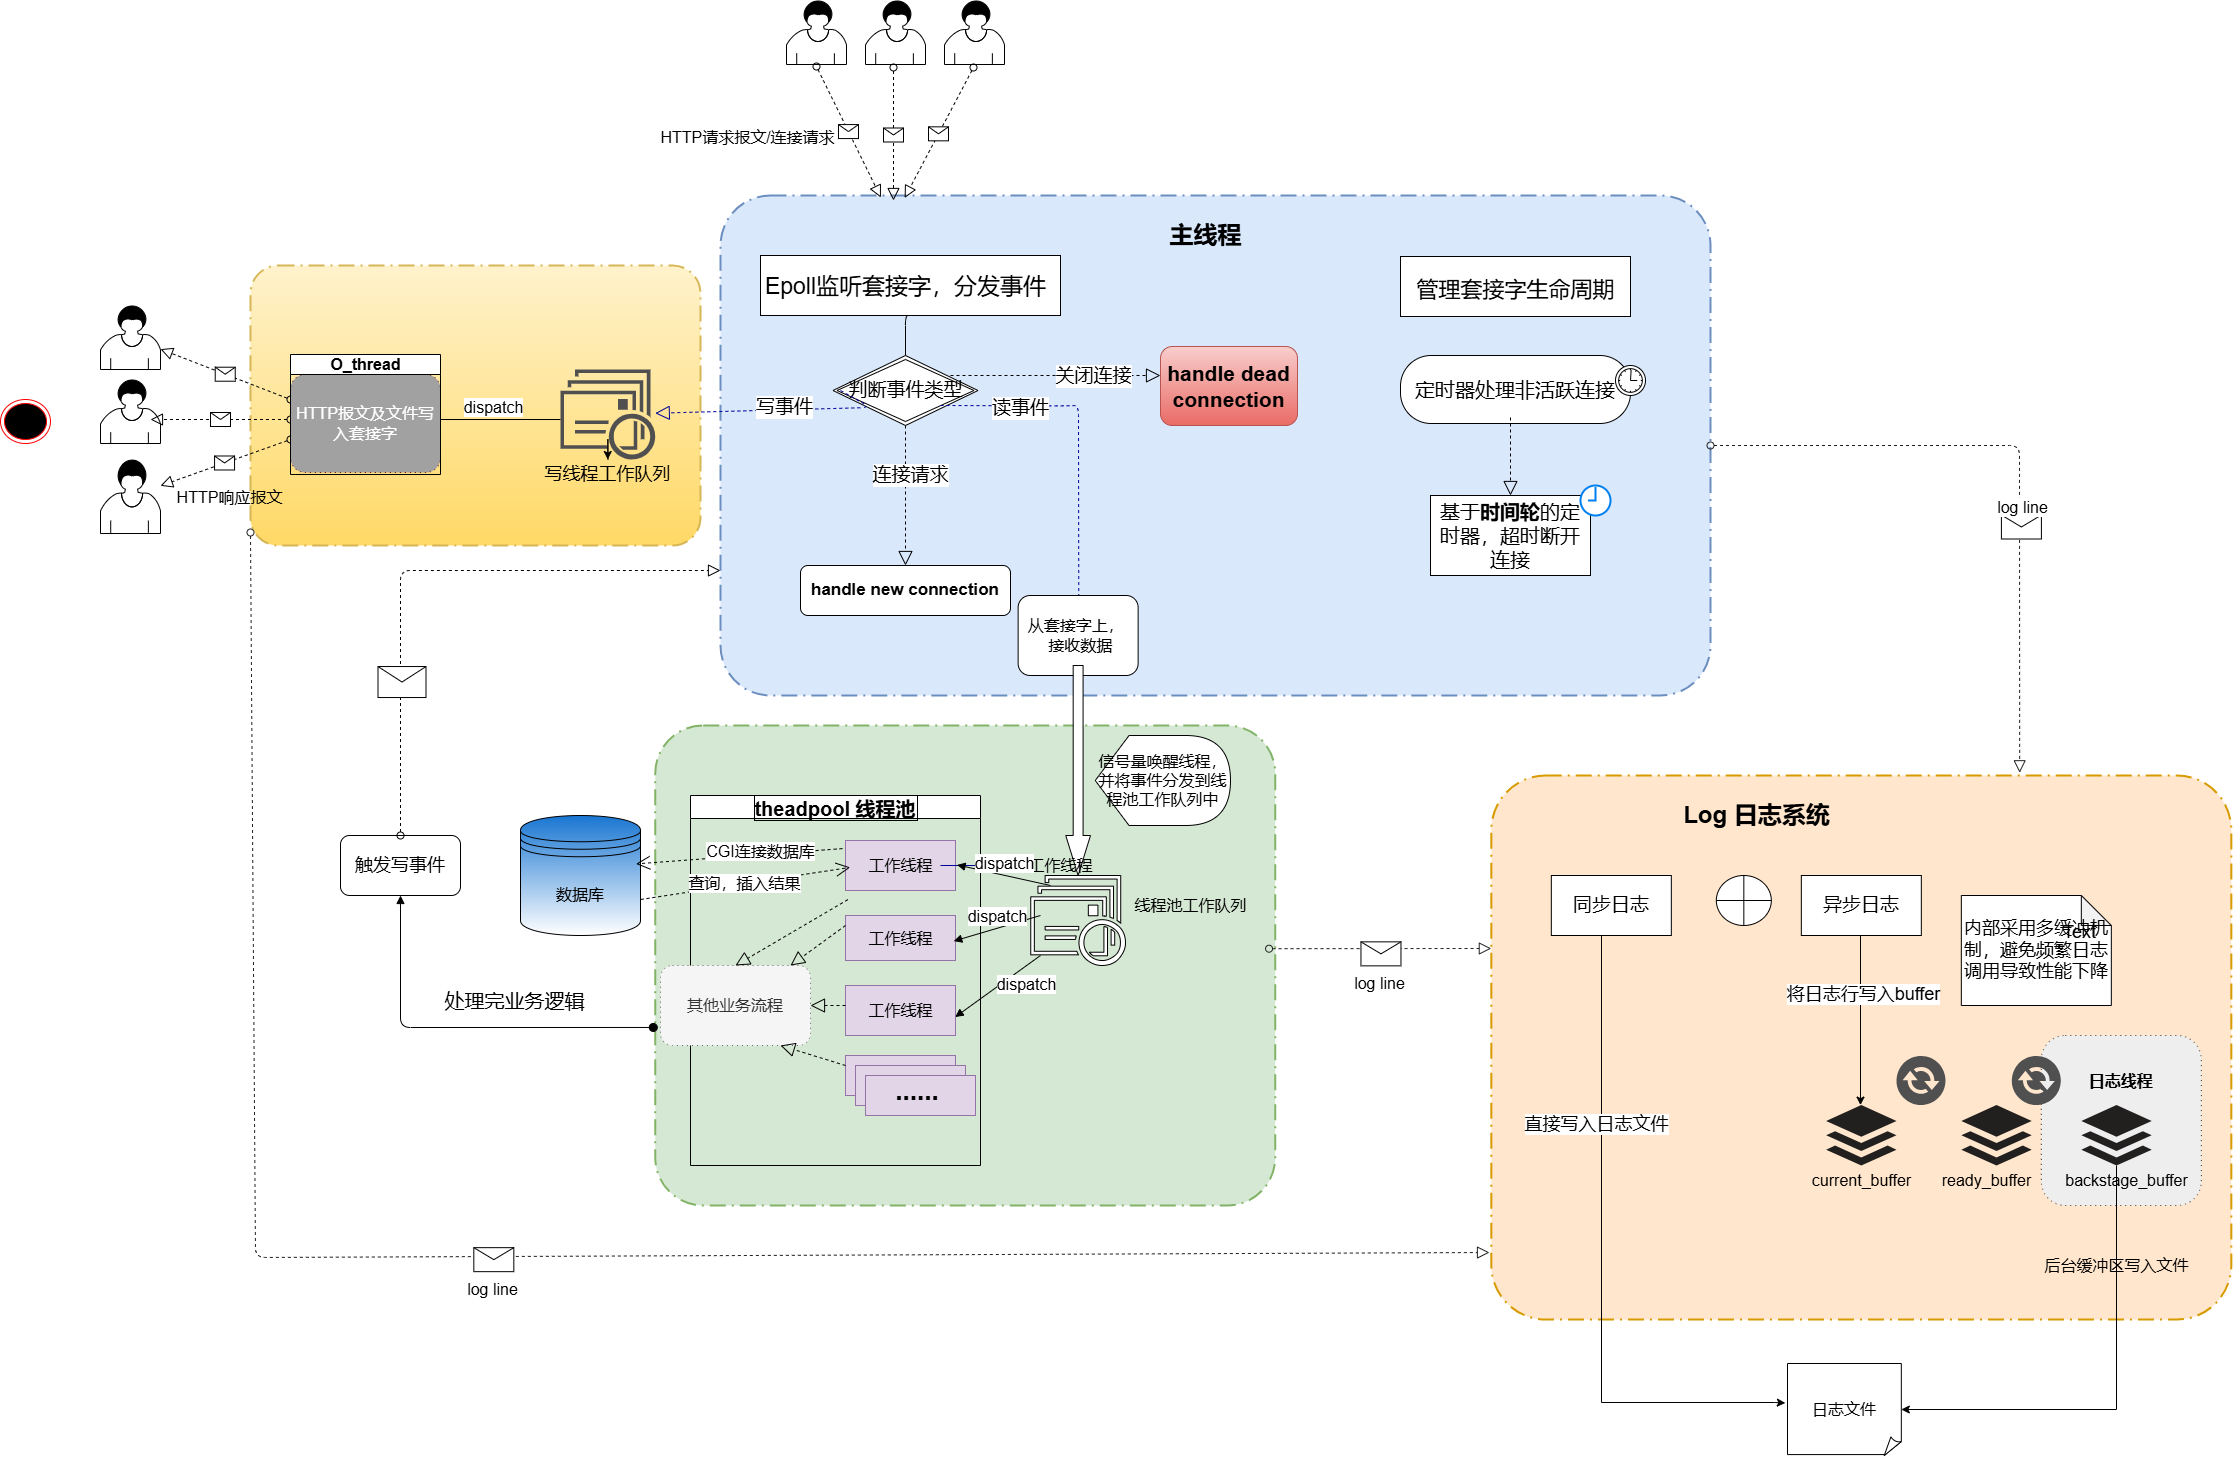 HTTP请求报文/连接请求
主线程
Epoll监听套接字，分发事件
管理套接字生命周期
判断事件类型
关闭连接
handle dead
connection
写事件
读事件
连接请求
handle new connection
从套接字上，
接收数据
定时器处理非活跃连接
基于时间轮的定
时器，超时断开
连接
O_thread
HTTP报文及文件写
入套接字
dispatch
写线程工作队列
HTTP响应报文
log line
触发写事件
处理完业务逻辑
数据库
theadpool 线程池
CGI连接数据库
查询，插入结果
工作线程
工作线程
工作线程
......
其他业务流程
dispatch
工作线程
dispatch
dispatch
线程池工作队列
信号量唤醒线程，
并将事件分发到线
程池工作队列中
log line
log line
Log 日志系统
同步日志
异步日志
Text
内部采用多缓冲机
制，避免频繁日志
调用导致性能下降
将日志行写入buffer
直接写入日志文件
日志线程
current_buffer
ready_buffer
backstage_buffer
后台缓冲区写入文件
日志文件